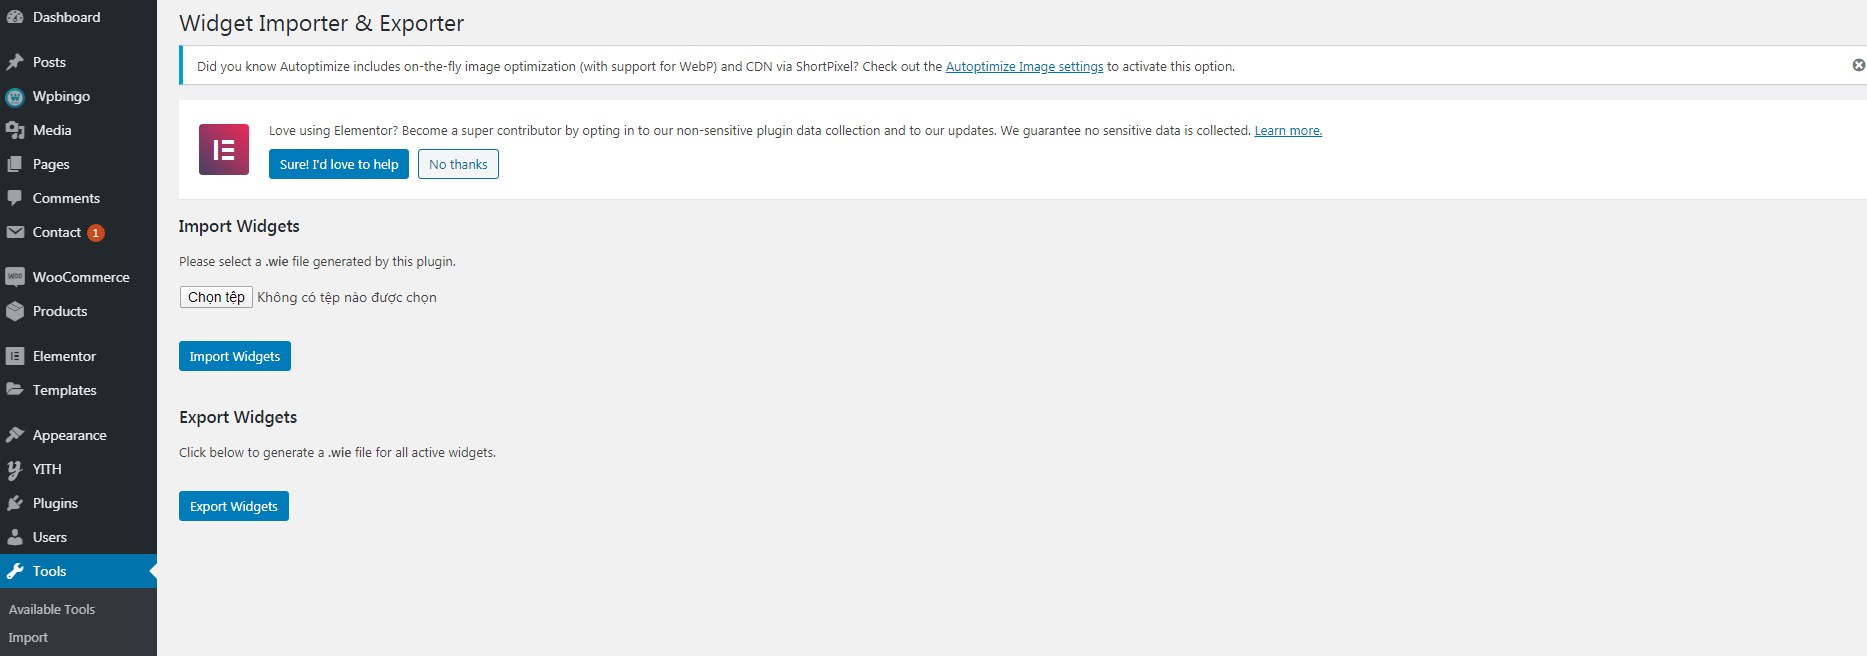 Dashboard
Posts
Wpbingo
Media
Pages
Comments
Contact 1
WooCommerce
Products
Elementor
Templates
Appearance
YITH
Plugins
Users
Tools
Available Tools
Import
Widget Importer & Exporter
Did you know Autoptimize includes on-the-fly image optimization (with support for WebP) and CDN via ShortPixel? Check out the Autoptimize Image settings to activate this option.
Love using Elementor? Become a super contributor by opting in to our non-sensitive plugin data collection and to our updates. We guarantee no sensitive data is collected. Learn more.
Sure! I'd love to help No thanks
Import Widgets
Please select a .wie file generated by this plugin.
Chọn tệp Không có tệp nào được chọn
Import Widgets
Export Widgets
Click below to generate a .wie file for all active widgets.
Export Widgets